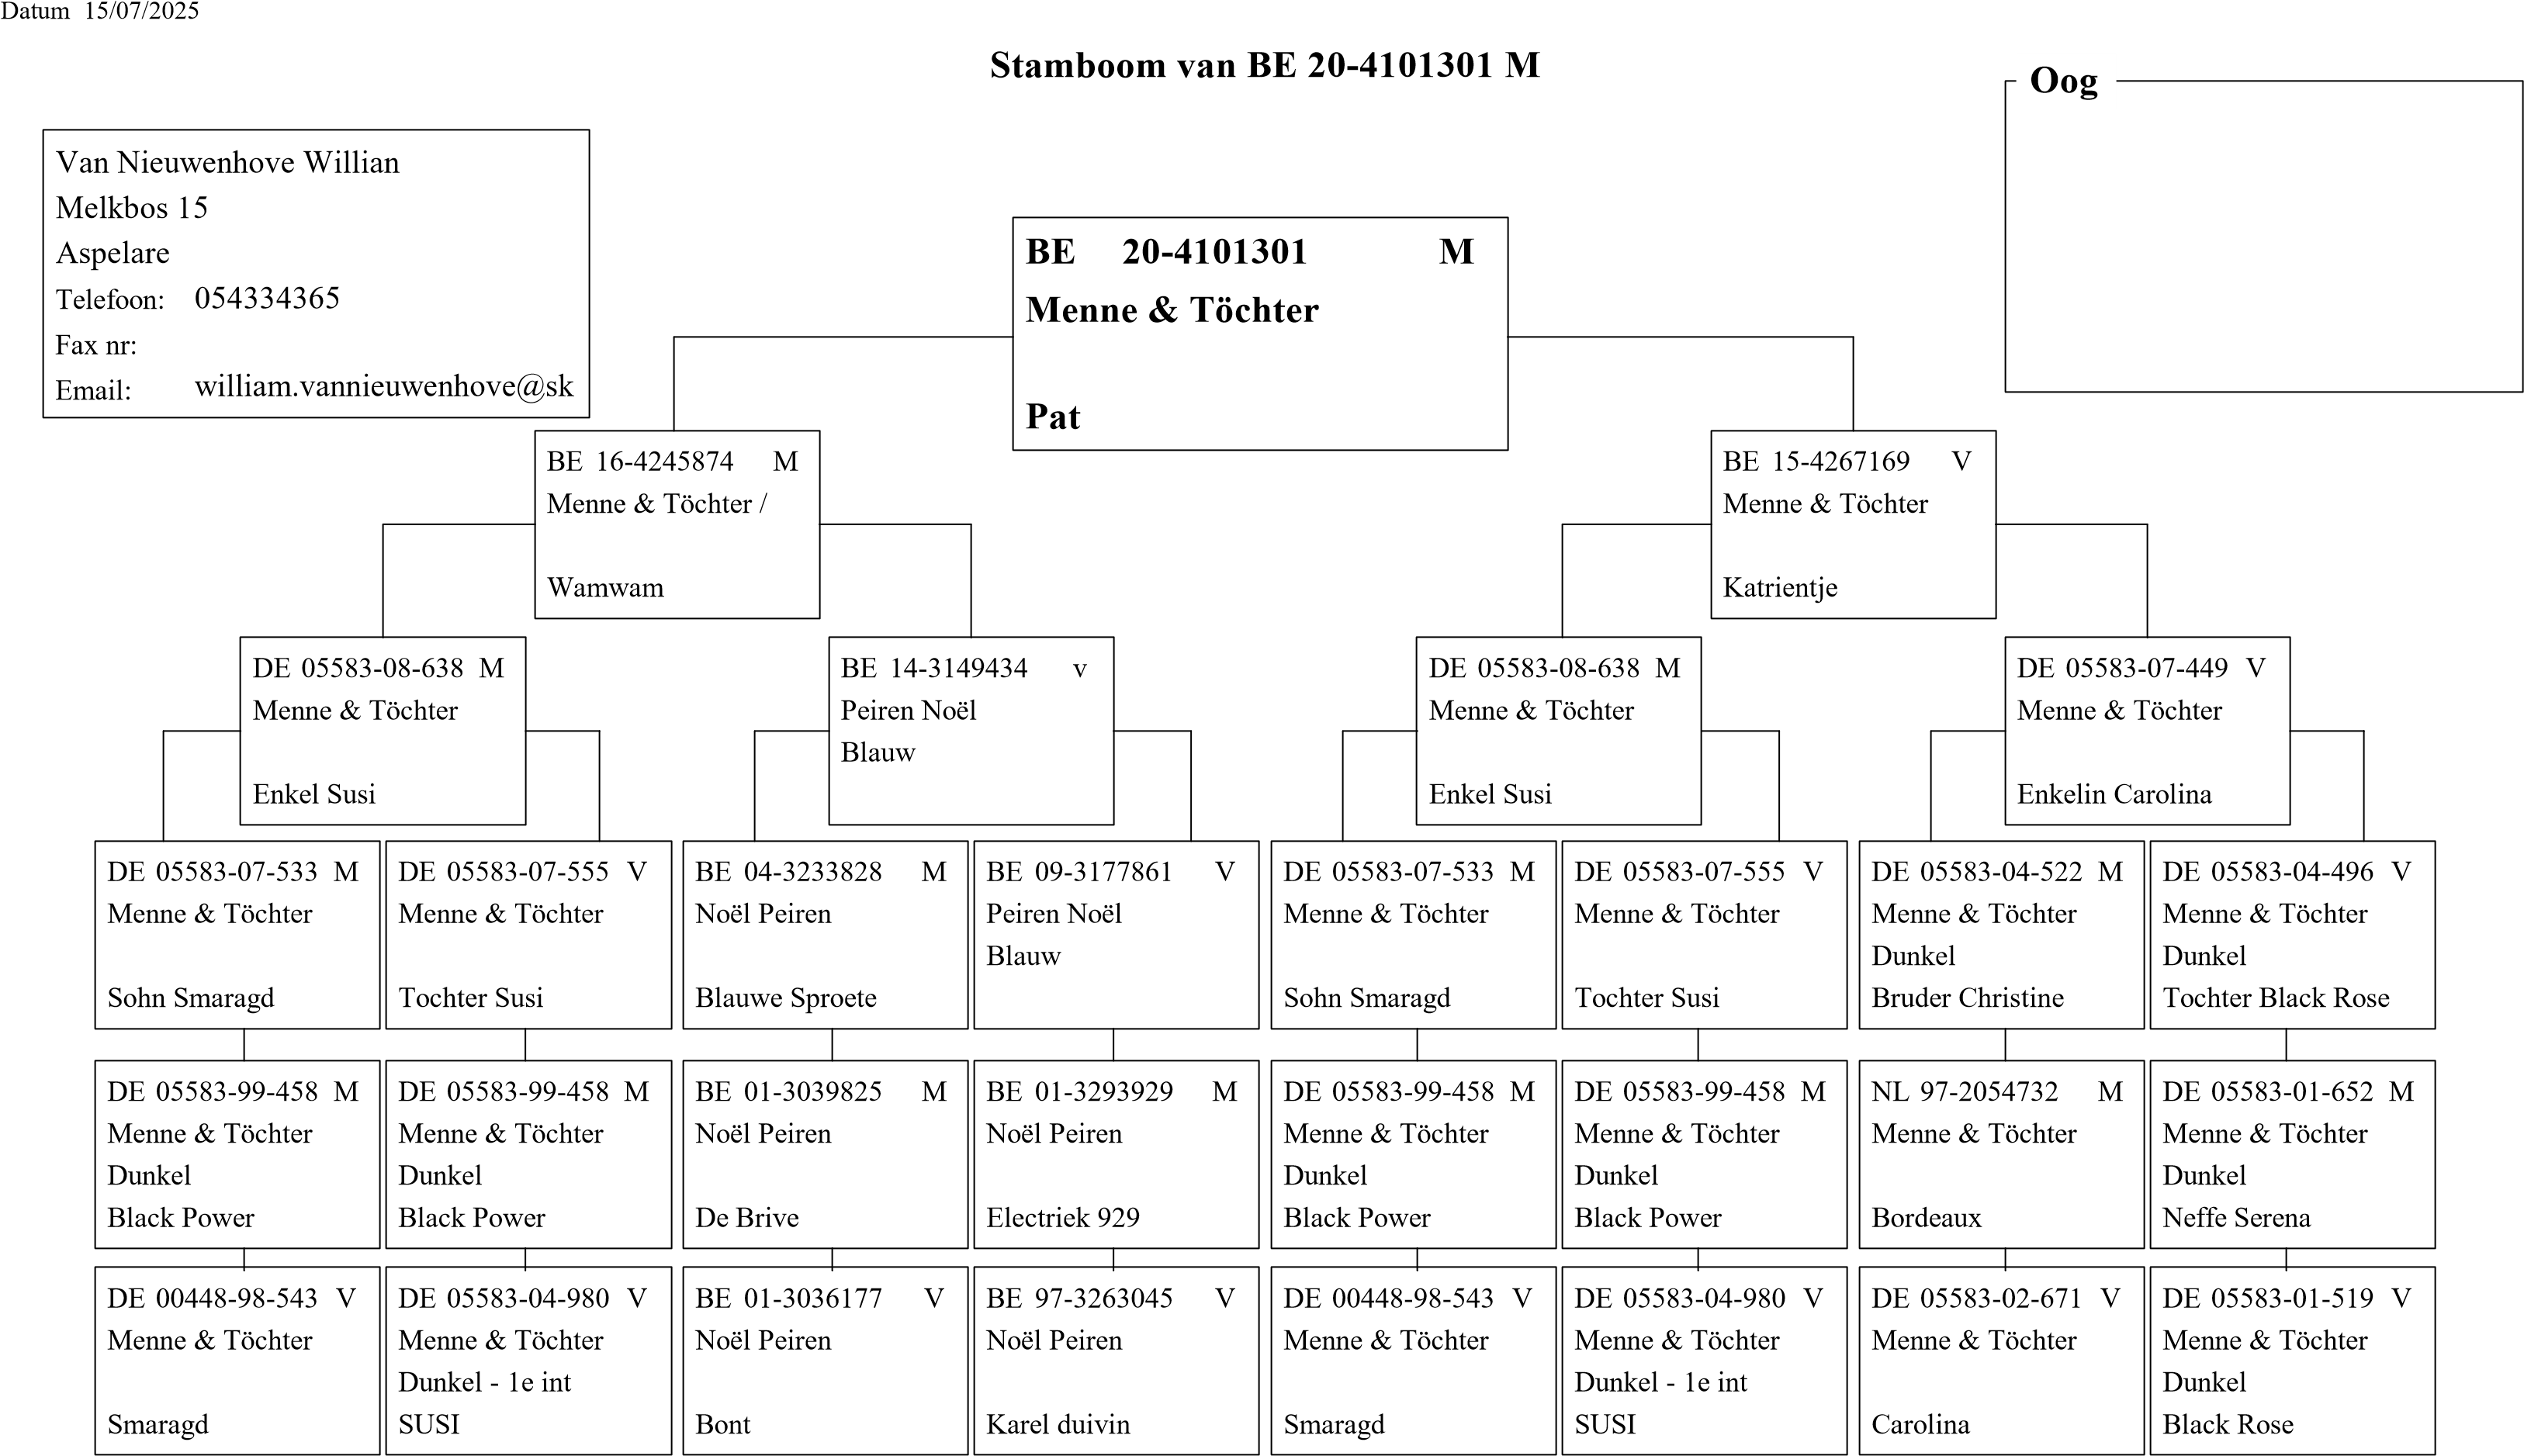 Datum 15/07/2025
Stamboom van BE 20-4101301 M
Oog
Van Nieuwenhove Willian
Melkbos 15
Aspelare
Telefoon: 054334365
Fax nr:
Email: william.vannieuwenhove@sk
BE 20-4101301 M
Menne & Töchter
Pat
BE 16-4245874 M
Menne & Töchter /
Wamwam
BE 15-4267169 V
Menne & Töchter
Katrientje
DE 05583-08-638 M
Menne & Töchter
Enkel Susi
BE 14-3149434 v
Peiren Noël
Blauw
DE 05583-08-638 M
Menne & Töchter
Enkel Susi
DE 05583-07-449 V
Menne & Töchter
Enkelin Carolina
DE 05583-07-533 M
Menne & Töchter
Sohn Smaragd
DE 05583-07-555 V
Menne & Töchter
Tochter Susi
BE 04-3233828 M
Noël Peiren
Blauwe Sproete
BE 09-3177861 V
Peiren Noël
Blauw
DE 05583-07-533 M
Menne & Töchter
Sohn Smaragd
DE 05583-07-555 V
Menne & Töchter
Tochter Susi
DE 05583-04-522 M
Menne & Töchter
Dunkel
Bruder Christine
DE 05583-04-496 V
Menne & Töchter
Dunkel
Tochter Black Rose
DE 05583-99-458 M
Menne & Töchter
Dunkel
Black Power
DE 05583-99-458 M
Menne & Töchter
Dunkel
Black Power
BE 01-3039825 M
Noël Peiren
De Brive
BE 01-3293929 M
Noël Peiren
Electriek 929
DE 05583-99-458 M
Menne & Töchter
Dunkel
Black Power
DE 05583-99-458 M
Menne & Töchter
Dunkel
Black Power
NL 97-2054732 M
Menne & Töchter
Bordeaux
DE 05583-01-652 M
Menne & Töchter
Dunkel
Neffe Serena
DE 00448-98-543 V
Menne & Töchter
Smaragd
DE 05583-04-980 V
Menne & Töchter
Dunkel - 1e int
SUSI
BE 01-3036177 V
Noël Peiren
Bont
BE 97-3263045 V
Noël Peiren
Karel duivin
DE 00448-98-543 V
Menne & Töchter
Smaragd
DE 05583-04-980 V
Menne & Töchter
Dunkel - 1e int
SUSI
DE 05583-02-671 V
Menne & Töchter
Carolina
DE 05583-01-519 V
Menne & Töchter
Dunkel
Black Rose